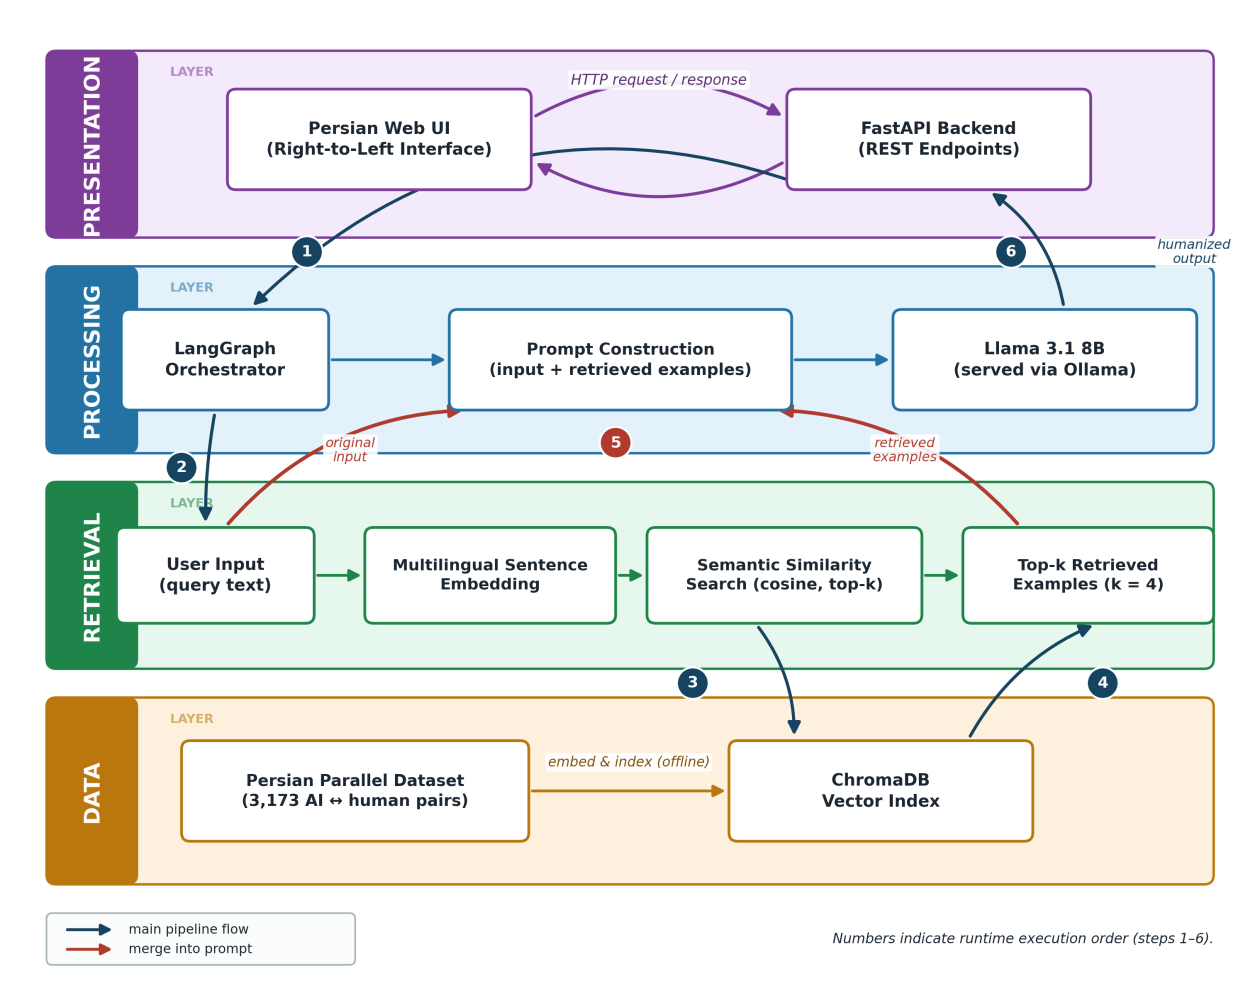 PRESENTATION
LAYER
HTTP request / response
Persian Web UI
(Right-to-Left Interface)
FastAPI Backend
(REST Endpoints)
1
6
humanized
output
PROCESSING
LAYER
LangGraph
Orchestrator
Prompt Construction
(input + retrieved examples)
Llama 3.1 8B
(served via Ollama)
original
input
5
retrieved
examples
2
RETRIEVAL
LAYER
User Input
(query text)
Multilingual Sentence
Embedding
Semantic Similarity
Search (cosine, top-k)
Top-k Retrieved
Examples (k = 4)
3
4
DATA
LAYER
Persian Parallel Dataset
(3,173 AI ↔ human pairs)
embed & index (offline)
ChromaDB
Vector Index
main pipeline flow
merge into prompt
Numbers indicate runtime execution order (steps 1–6).